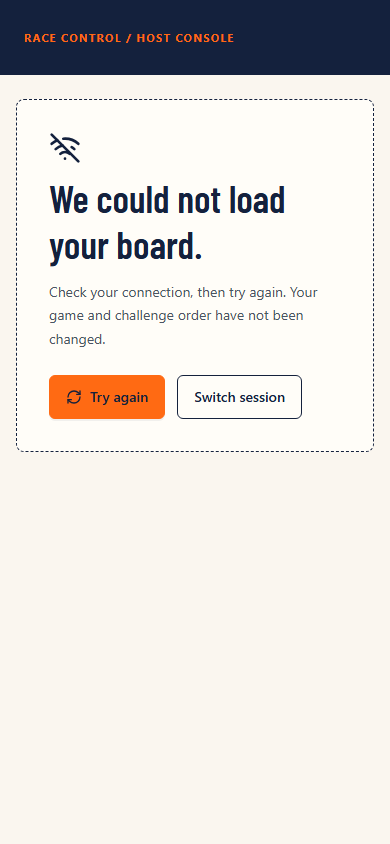 RACE CONTROL / HOST CONSOLE
We could not load
your board.
Check your connection, then try again. Your
game and challenge order have not been
changed.
Try again
Switch session